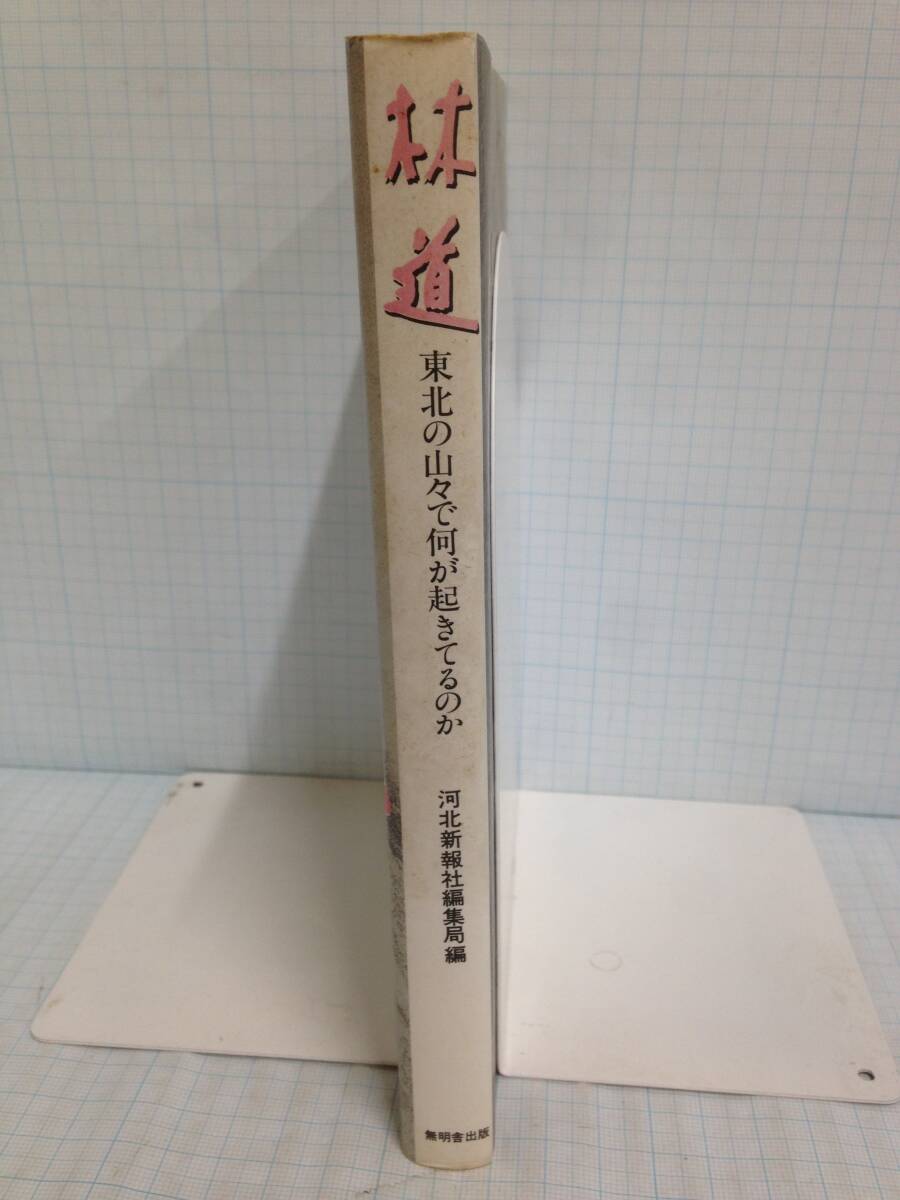 林道
東北の山々で何が起きてるのか
河北新報社編集局編
無明舎出版